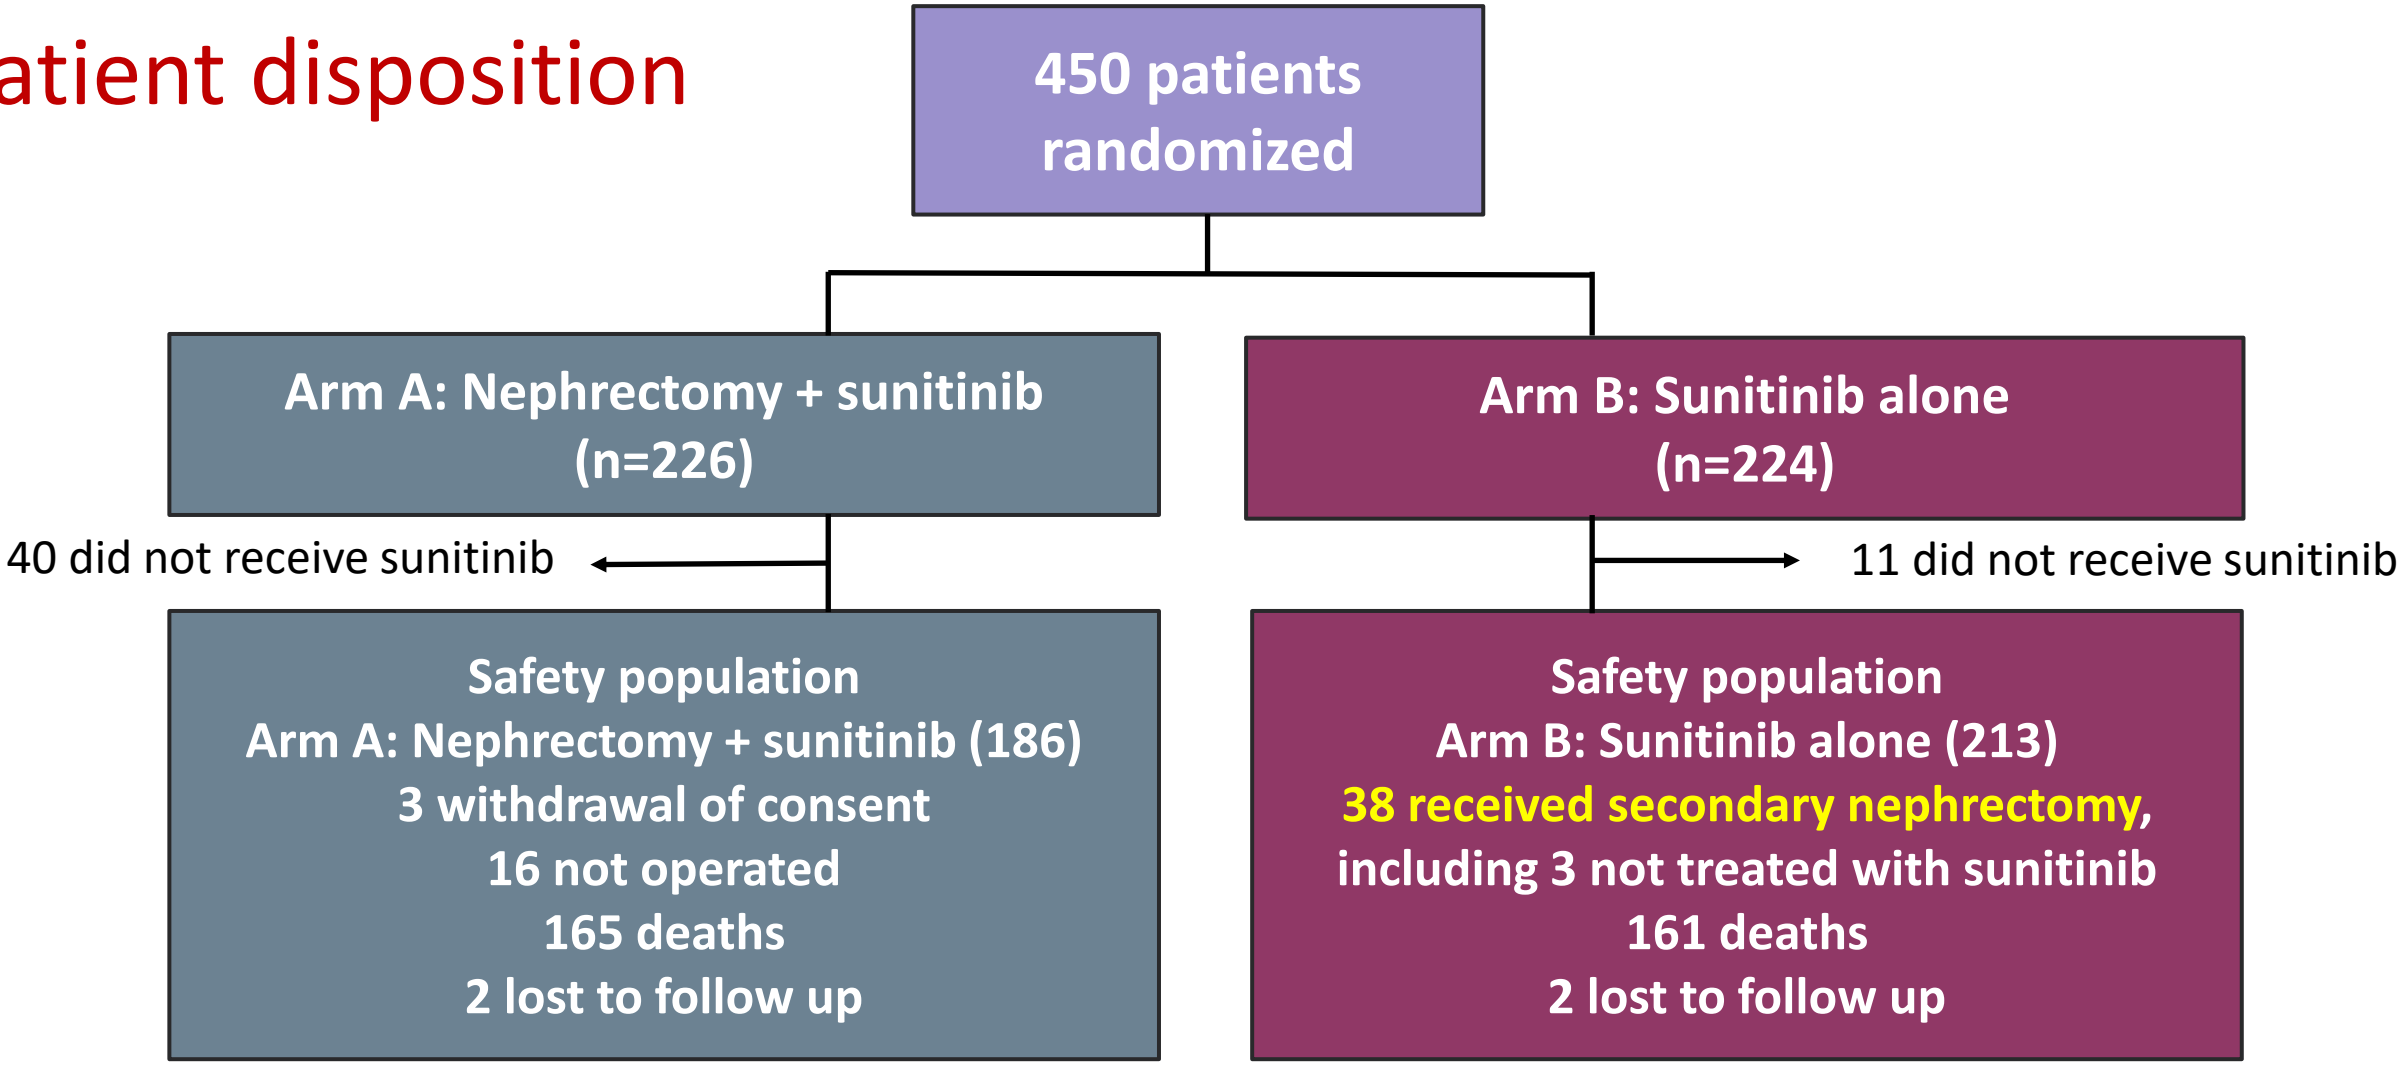 atient disposition
450 patients
randomized
Arm A: Nephrectomy + sunitinib
(n=226)
Arm B: Sunitinib alone
(n=224)
40 did not receive sunitinib
11 did not receive sunitinib
Safety population
Arm A: Nephrectomy + sunitinib (186)
3 withdrawal of consent
16 not operated
165 deaths
2 lost to follow up
Safety population
Arm B: Sunitinib alone (213)
38 received secondary nephrectomy,
including 3 not treated with sunitinib
161 deaths
2 lost to follow up